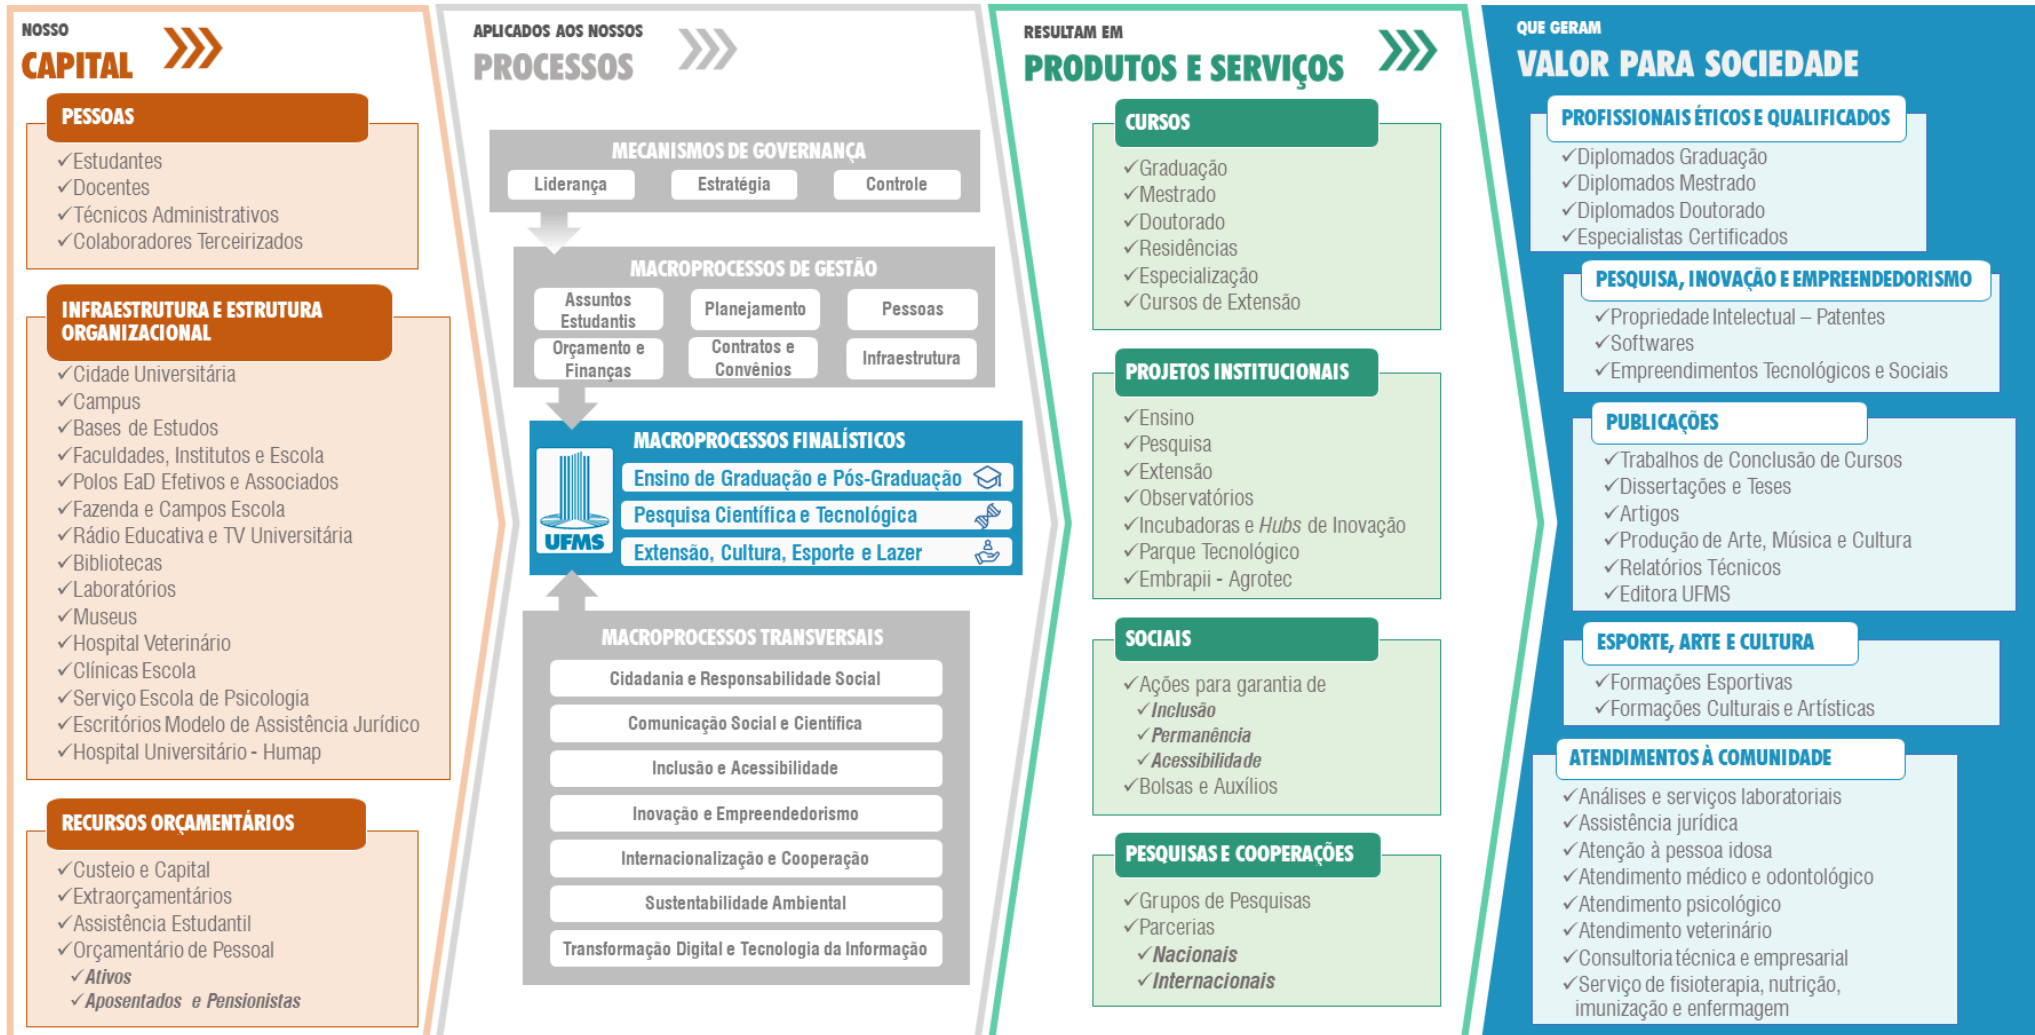 NOSSO
CAPITAL
PESSOAS
✓Estudantes
✓Docentes
✓Técnicos Administrativos
✓Colaboradores Terceirizados
INFRAESTRUTURA E ESTRUTURA
ORGANIZACIONAL
✓Cidade Universitária
✓Campus
✓Bases de Estudos
✓Faculdades, Institutos e Escola
✓Polos EaD Efetivos e Associados
✓Fazenda e Campos Escola
✓Rádio Educativa e TV Universitária
✓Bibliotecas
✓Laboratórios
✓Museus
✓Hospital Veterinário
✓Clínicas Escola
✓Serviço Escola de Psicologia
✓Escritórios Modelo de Assistência Jurídico
✓Hospital Universitário - Humap
RECURSOS ORÇAMENTÁRIOS
✓Custeio e Capital
✓Extraorçamentários
✓Assistência Estudantil
✓Orçamentário de Pessoal
✓Ativos
✓Aposentados e Pensionistas
APLICADOS AOS NOSSOS
PROCESSOS
MECANISMOS DE GOVERNANÇA
Liderança
Estratégia
Controle
MACROPROCESSOS DE GESTÃO
Assuntos
Estudantis
Planejamento
Pessoas
Orçamento e
Finanças
Contratos e
Convênios
Infraestrutura
MACROPROCESSOS FINALÍSTICOS
UFMS
Ensino de Graduação e Pós-Graduação
Pesquisa Científica e Tecnológica
Extensão, Cultura, Esporte e Lazer
MACROPROCESSOS TRANSVERSAIS
Cidadania e Responsabilidade Social
Comunicação Social e Científica
Inclusão e Acessibilidade
Inovação e Empreendedorismo
Internacionalização e Cooperação
Sustentabilidade Ambiental
Transformação Digital e Tecnologia da Informação
RESULTAM EM
PRODUTOS E SERVIÇOS
CURSOS
✓Graduação
✓Mestrado
✓Doutorado
✓Residências
✓Especialização
✓Cursos de Extensão
PROJETOS INSTITUCIONAIS
✓Ensino
✓Pesquisa
✓Extensão
✓Observatórios
✓Incubadoras e Hubs de Inovação
✓Parque Tecnológico
✓Embrapii - Agrotec
SOCIAIS
✓Ações para garantia de
✓Inclusão
✓Permanência
✓Acessibilidade
✓Bolsas e Auxílios
PESQUISAS E COOPERAÇÕES
✓Grupos de Pesquisas
✓Parcerias
✓Nacionais
✓Internacionais
QUE GERAM
VALOR PARA SOCIEDADE
PROFISSIONAIS ÉTICOS E QUALIFICADOS
✓Diplomados Graduação
✓Diplomados Mestrado
✓Diplomados Doutorado
✓Especialistas Certificados
PESQUISA, INOVAÇÃO E EMPREENDEDORISMO
✓Propriedade Intelectual – Patentes
✓Softwares
✓Empreendimentos Tecnológicos e Sociais
PUBLICAÇÕES
✓Trabalhos de Conclusão de Cursos
✓Dissertações e Teses
✓Artigos
✓Produção de Arte, Música e Cultura
✓Relatórios Técnicos
✓Editora UFMS
ESPORTE, ARTE E CULTURA
✓Formações Esportivas
✓Formações Culturais e Artísticas
ATENDIMENTOS À COMUNIDADE
✓Análises e serviços laboratoriais
✓Assistência jurídica
✓Atenção à pessoa idosa
✓Atendimento médico e odontológico
✓Atendimento psicológico
✓Atendimento veterinário
✓Consultoria técnica e empresarial
✓Serviço de fisioterapia, nutrição,
imunização e enfermagem